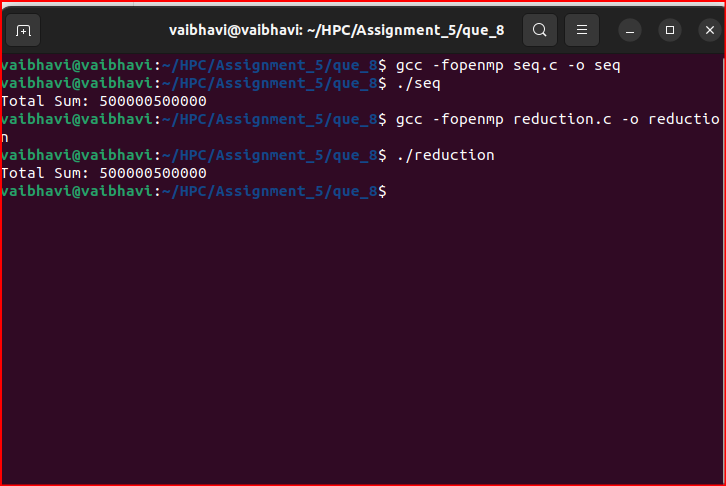 vaibhavi@vaibhavi: ~/HPC/Assignment_5/que_8
vaibhavi@vaibhavi:~/HPC/Assignment_5/que_8$ gcc -fopenmp seq.c -o seq
vaibhavi@vaibhavi:~/HPC/Assignment_5/que_8$ ./seq
Total Sum: 500000500000
vaibhavi@vaibhavi:~/HPC/Assignment_5/que_8$ gcc -fopenmp reduction.c -o reductio
n
vaibhavi@vaibhavi:~/HPC/Assignment_5/que_8$ ./reduction
Total Sum: 500000500000
vaibhavi@vaibhavi:~/HPC/Assignment_5/que_8$